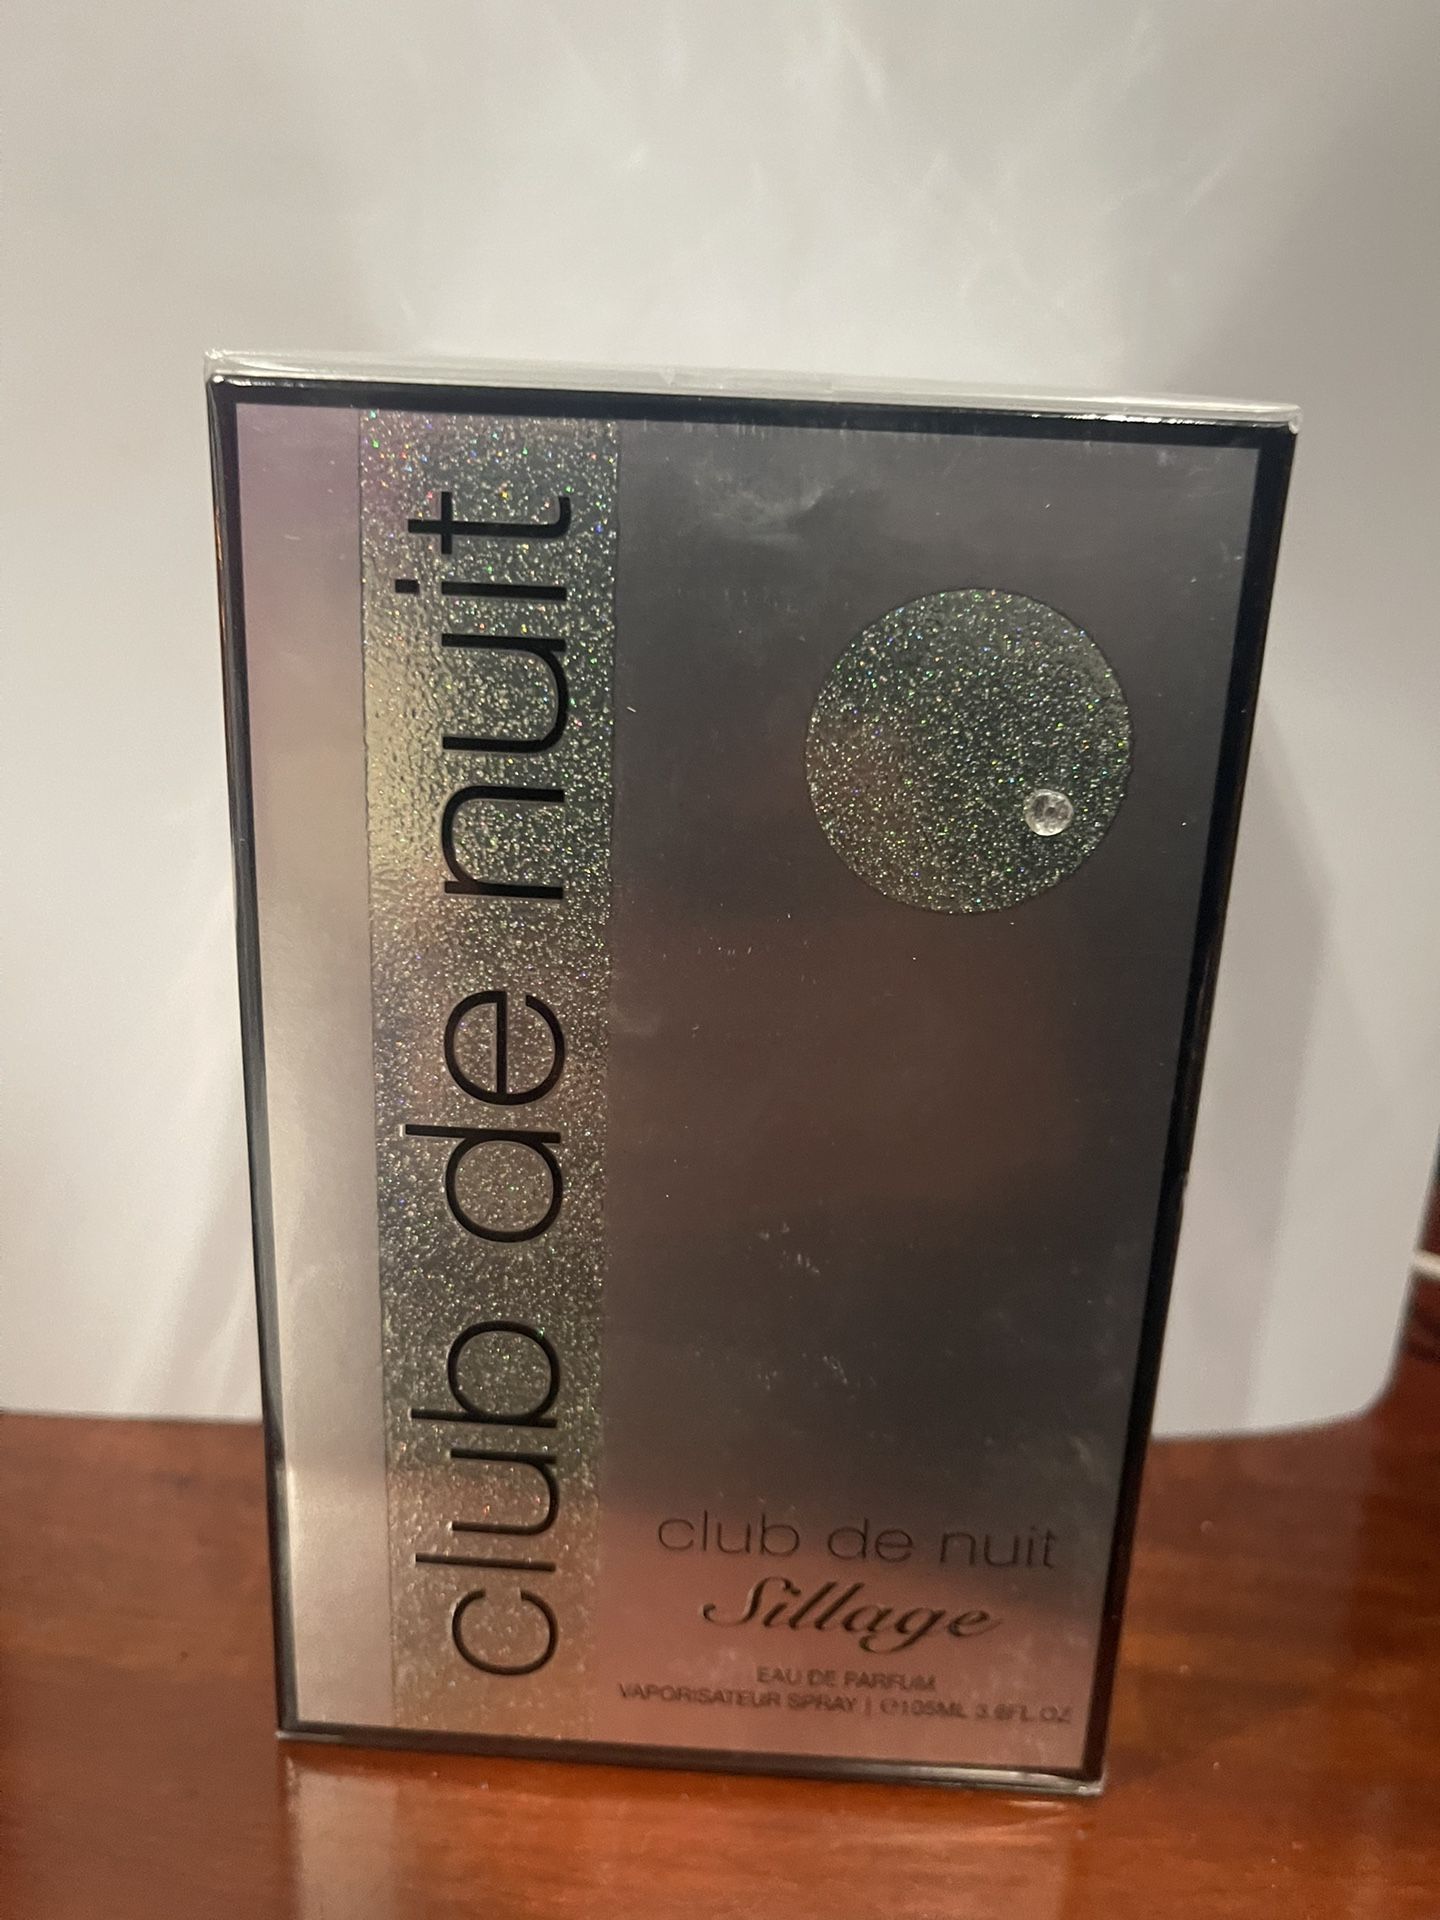 club de nuit
club de nuit
Sillage
EAU DE PARFUM
VAPORISATEUR SPRAY | ℮105ML 3.6FL.OZ